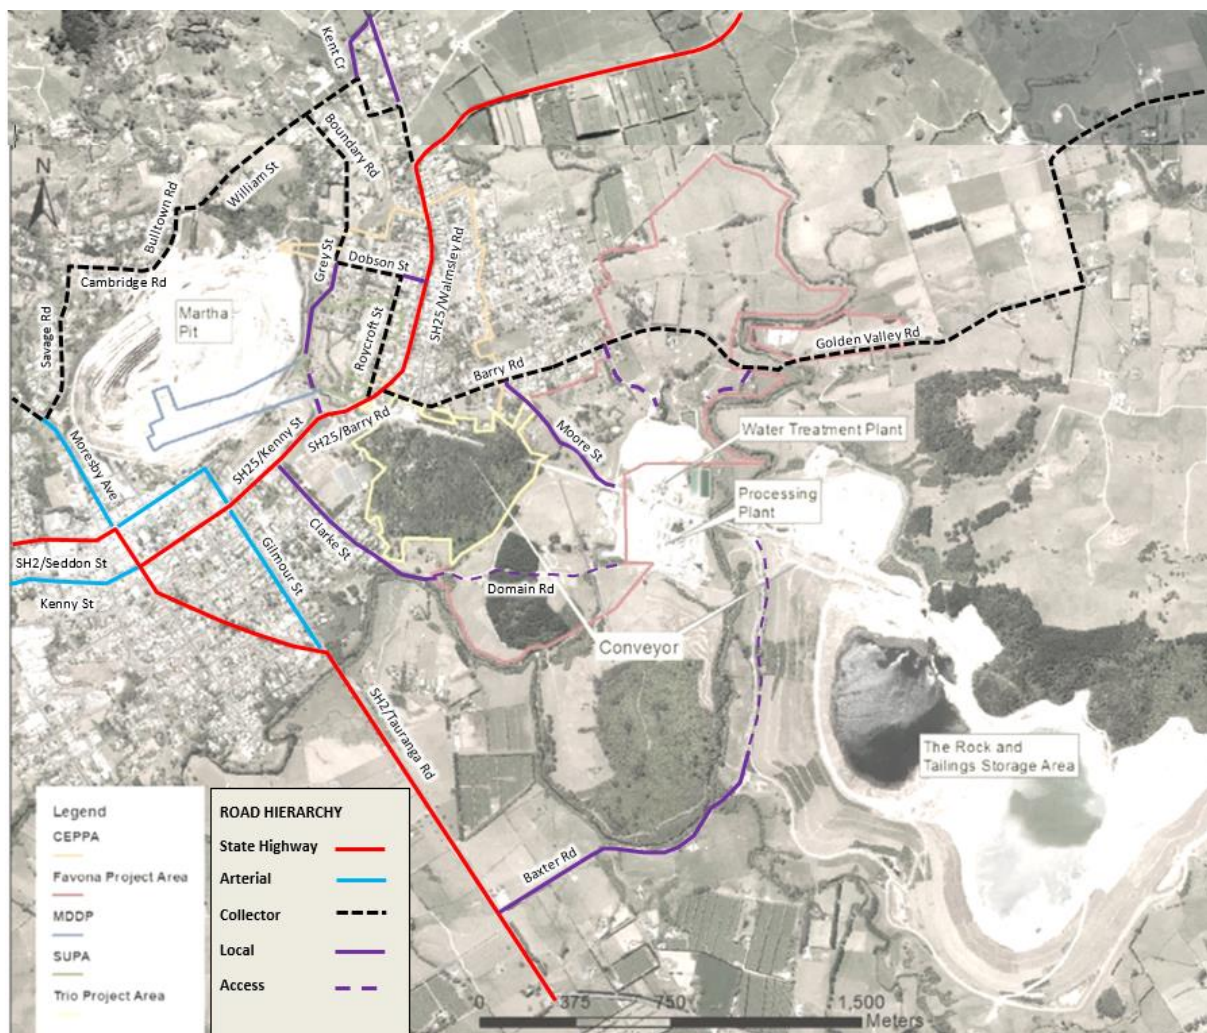 Kent Cr
Boundary Rd
N
William St
Bulltown Rd
Grey St
Dobson St
SH25/Walmsley Rd
Cambridge Rd
Martha
Pit
Savage Rd
Roycroft St
Golden Valley Rd
Barry Rd
SH25/Kenny St
SH25/Barry Rd
Moore St
Water Treatment Plant
Moresby Ave
Processing
Plant
Clarke St
SH2/Seddon St
Gilmour St
Domain Rd
Kenny St
Conveyor
SH2/Tauranga Rd
The Rock and
Tailings Storage Area
Baxter Rd
Legend
CEPPA
Favona Project Area
MDDP
SUPA
Trio Project Area
ROAD HIERARCHY
State Highway
Arterial
Collector
Local
Access
0 375 750 1,500
Meters